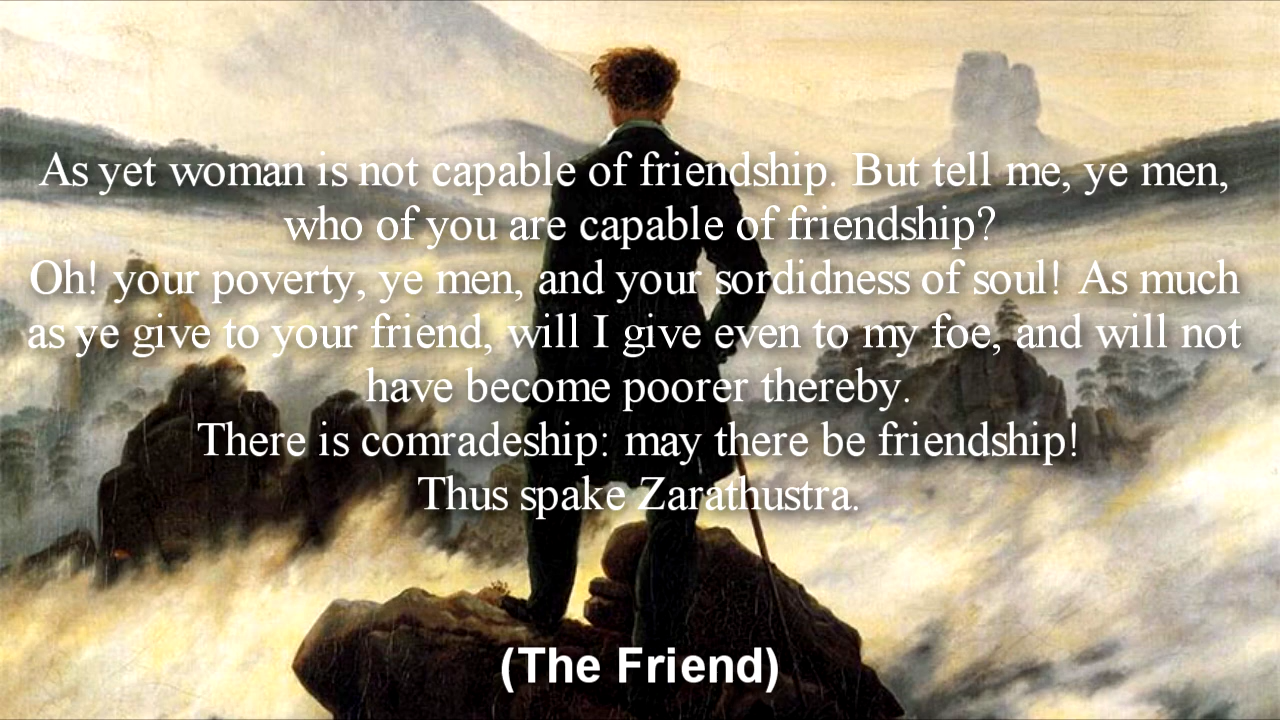 As yet woman is not capable of friendship. But tell me, ye men,
who of you are capable of friendship?
Oh! your poverty, ye men, and your sordidness of soul! As much
as ye give to your friend, will I give even to my foe, and will not
have become poorer thereby.
There is comradeship: may there be friendship!
Thus spake Zarathustra.
(The Friend)